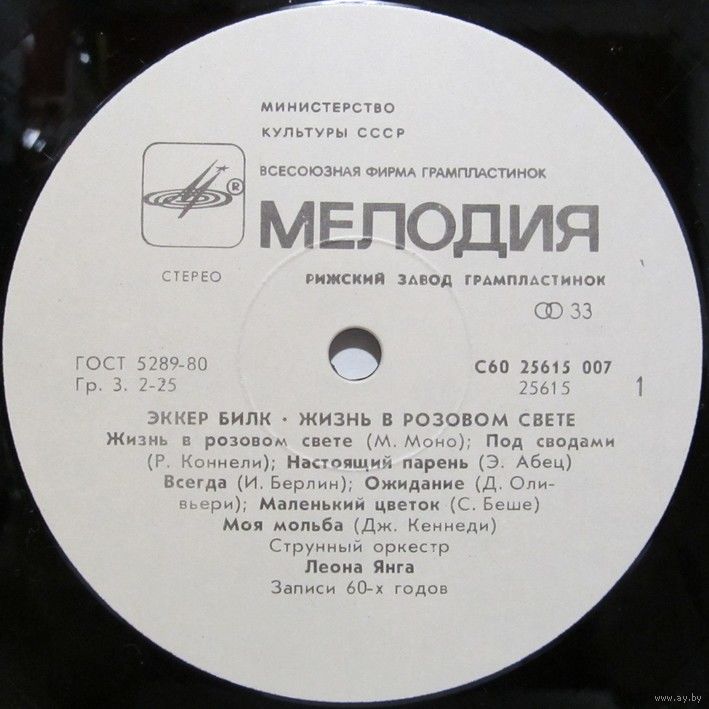 МИНИСТЕРСТВО
КУЛЬТУРЫ СССР
ВСЕСОЮЗНАЯ ФИРМА ГРАМПЛАСТИНОК
®
МЕЛОДИЯ
СТЕРЕО
РИЖСКИЙ ЗАВОД ГРАМПЛАСТИНОК
33
ГОСТ 5289-80
С60 25615 007
Гр. 3. 2-25
25615
1
ЭККЕР БИЛК · ЖИЗНЬ В РОЗОВОМ СВЕТЕ
Жизнь в розовом свете (М. Моно); Под сводами
(Р. Коннели); Настоящий парень (Э. Абец)
Всегда (И. Берлин); Ожидание (Д. Оли-
вьери); Маленький цветок (С. Беше)
Моя мольба (Дж. Кеннеди)
Струнный оркестр
Леона Янга
Записи 60-х годов
www.ay.by